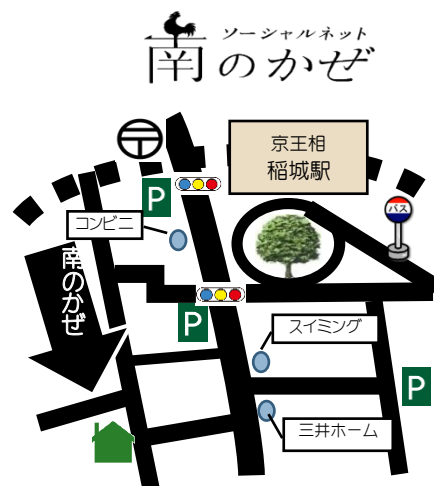 ソーシャルネット
南のかぜ
〒
京王相
稲城駅
バス
P
コンビニ
南のかぜ
P
スイミング
P
三井ホーム